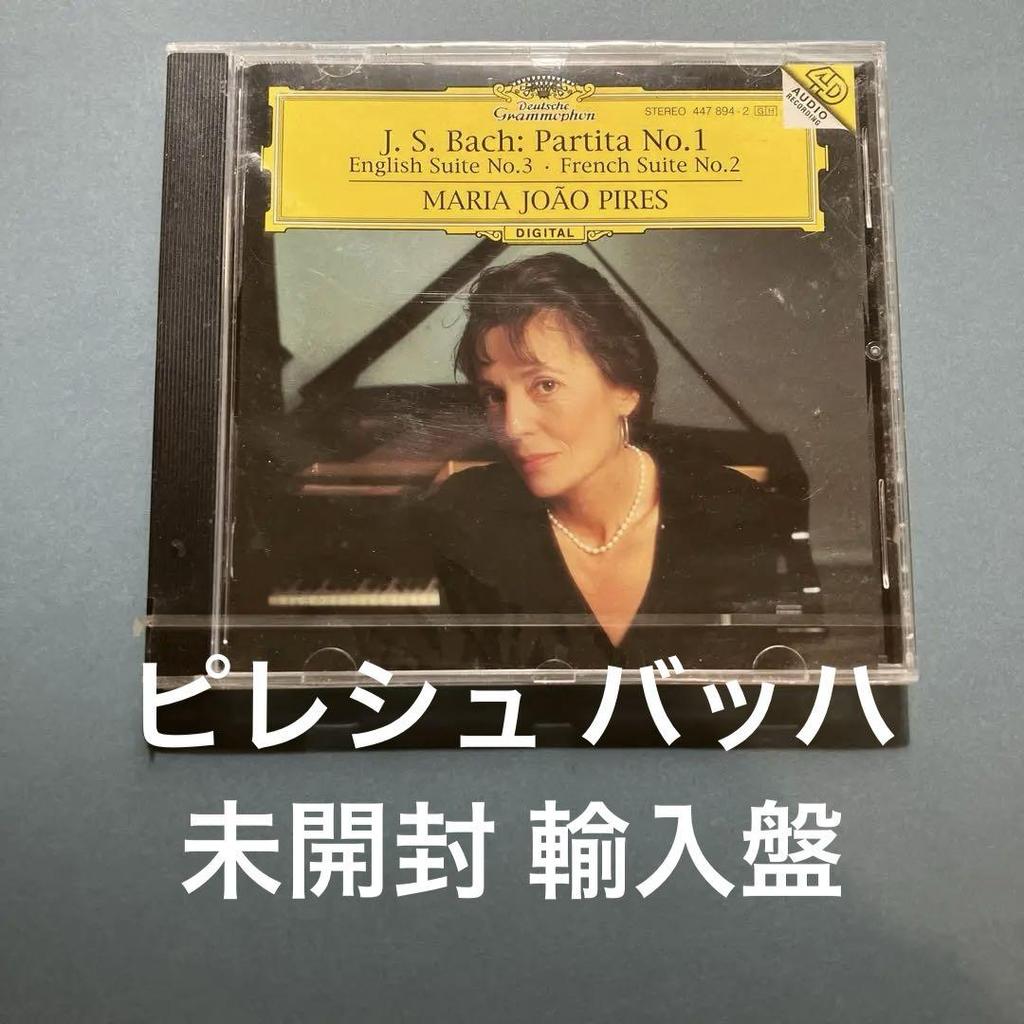 Deutsche
Grammophon
STEREO 447 894-2 GH
4D
AUDIO
RECORDING
J. S. Bach: Partita No.1
English Suite No.3 · French Suite No.2
MARIA JOÃO PIRES
DIGITAL
ピレシュ バッハ
未開封 輸入盤